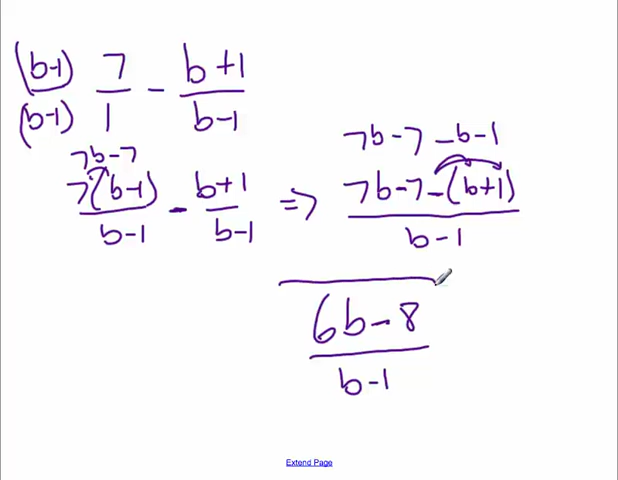 (b-1) 7/1 - (b+1)/(b-1)
(b-1)
7b-7
7(b-1)/(b-1) - (b+1)/(b-1) =>
7b-7-b-1
7b-7-(b+1)
b-1
6b-8
b-1
Extend Page